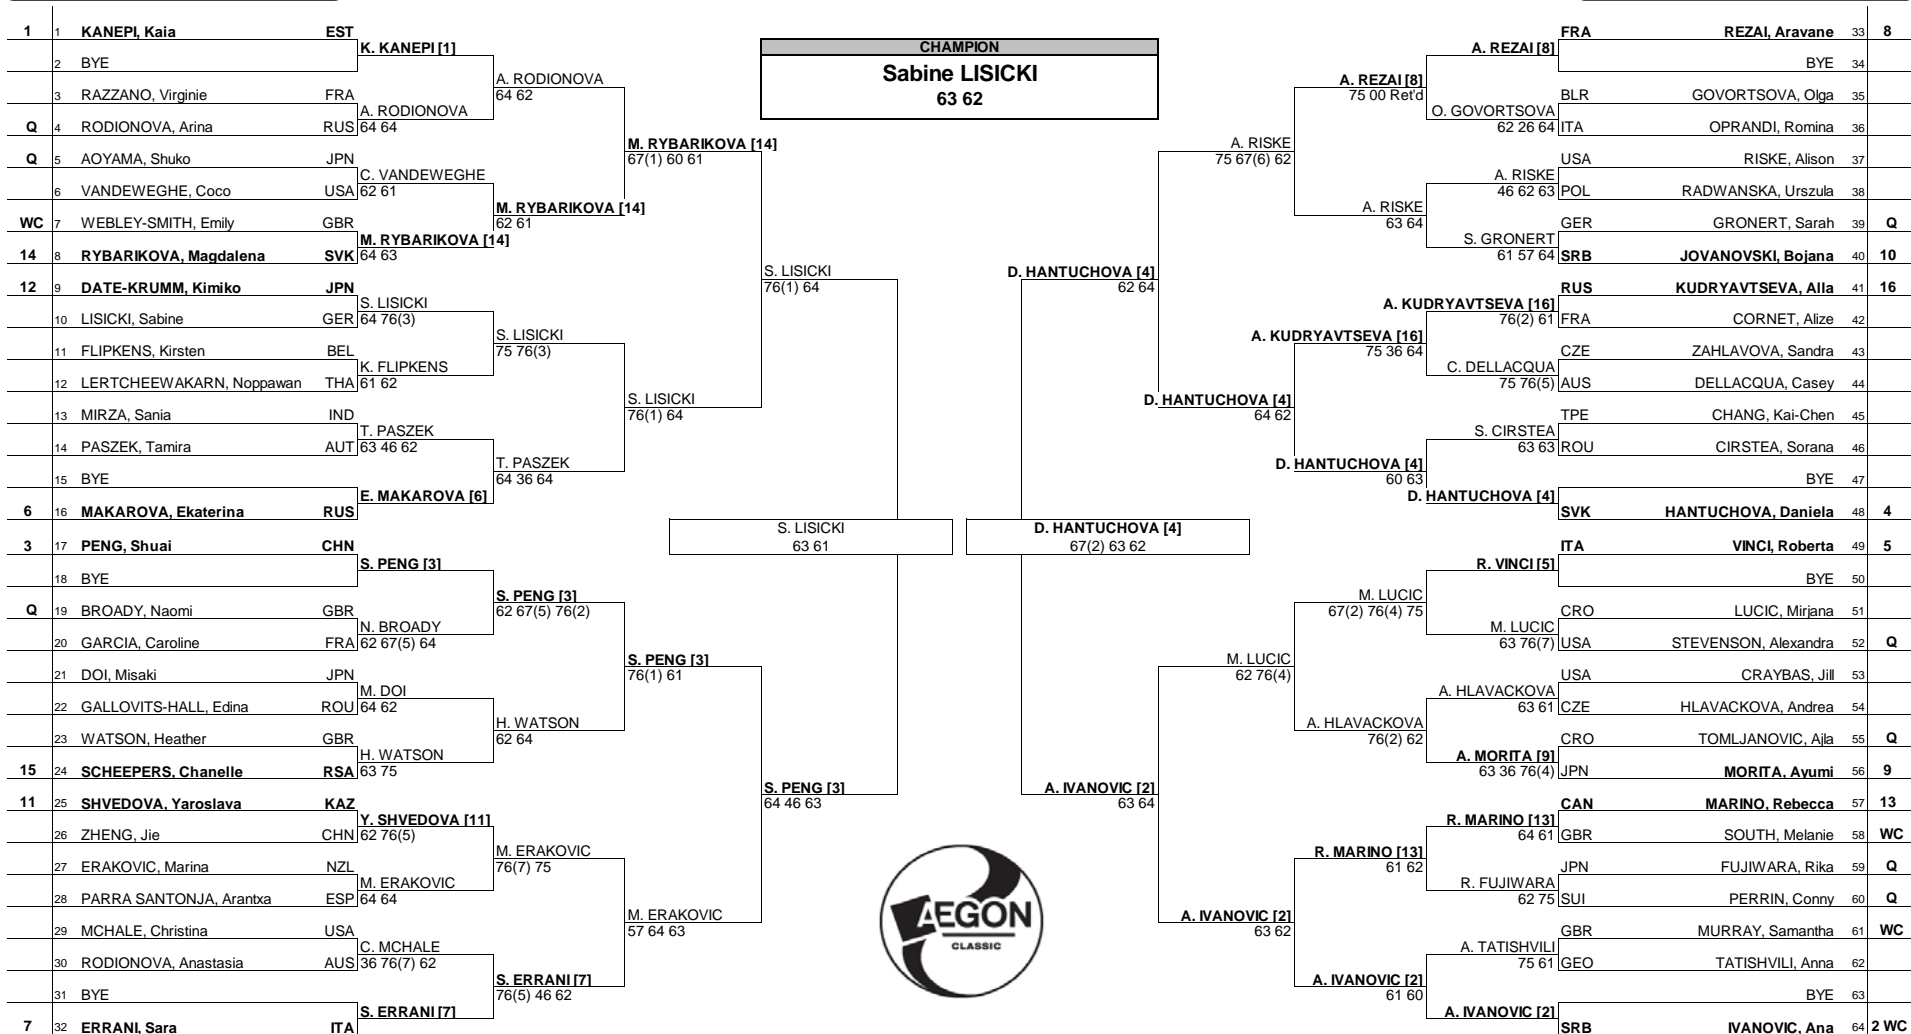 1 1 KANEPI, Kaia EST
K. KANEPI [1]
2 BYE
A. RODIONOVA
64 62
3 RAZZANO, Virginie FRA
A. RODIONOVA
Q 4 RODIONOVA, Arina RUS 64 64
M. RYBARIKOVA [14]
67(1) 60 61
Q 5 AOYAMA, Shuko JPN
C. VANDEWEGHE
6 VANDEWEGHE, Coco USA 62 61
M. RYBARIKOVA [14]
62 61
WC 7 WEBLEY-SMITH, Emily GBR
M. RYBARIKOVA [14]
14 8 RYBARIKOVA, Magdalena SVK 64 63
S. LISICKI
76(1) 64
12 9 DATE-KRUMM, Kimiko JPN
S. LISICKI
10 LISICKI, Sabine GER 64 76(3)
S. LISICKI
75 76(3)
11 FLIPKENS, Kirsten BEL
K. FLIPKENS
12 LERTCHEEWAKARN, Noppawan THA 61 62
S. LISICKI
76(1) 64
13 MIRZA, Sania IND
T. PASZEK
14 PASZEK, Tamira AUT 63 46 62
T. PASZEK
64 36 64
15 BYE
E. MAKAROVA [6]
6 16 MAKAROVA, Ekaterina RUS
S. LISICKI
63 61
3 17 PENG, Shuai CHN
S. PENG [3]
18 BYE
S. PENG [3]
62 67(5) 76(2)
Q 19 BROADY, Naomi GBR
N. BROADY
20 GARCIA, Caroline FRA 62 67(5) 64
S. PENG [3]
76(1) 61
21 DOI, Misaki JPN
M. DOI
22 GALLOVITS-HALL, Edina ROU 64 62
H. WATSON
62 64
23 WATSON, Heather GBR
H. WATSON
15 24 SCHEEPERS, Chanelle RSA 63 75
S. PENG [3]
64 46 63
11 25 SHVEDOVA, Yaroslava KAZ
Y. SHVEDOVA [11]
26 ZHENG, Jie CHN 62 76(5)
M. ERAKOVIC
76(7) 75
27 ERAKOVIC, Marina NZL
M. ERAKOVIC
28 PARRA SANTONJA, Arantxa ESP 64 64
M. ERAKOVIC
57 64 63
29 MCHALE, Christina USA
C. MCHALE
30 RODIONOVA, Anastasia AUS 36 76(7) 62
S. ERRANI [7]
76(5) 46 62
31 BYE
S. ERRANI [7]
7 32 ERRANI, Sara ITA
CHAMPION
Sabine LISICKI
63 62
FRA REZAI, Aravane 33 8
A. REZAI [8]
BYE 34
A. REZAI [8]
75 00 Ret'd
BLR GOVORTSOVA, Olga 35
O. GOVORTSOVA
62 26 64 ITA OPRANDI, Romina 36
A. RISKE
75 67(6) 62
USA RISKE, Alison 37
A. RISKE
46 62 63 POL RADWANSKA, Urszula 38
A. RISKE
63 64
GER GRONERT, Sarah 39 Q
S. GRONERT
61 57 64 SRB JOVANOVSKI, Bojana 40 10
D. HANTUCHOVA [4]
62 64
RUS KUDRYAVTSEVA, Alla 41 16
A. KUDRYAVTSEVA [16]
76(2) 61 FRA CORNET, Alize 42
A. KUDRYAVTSEVA [16]
75 36 64
CZE ZAHLAVOVA, Sandra 43
C. DELLACQUA
75 76(5) AUS DELLACQUA, Casey 44
D. HANTUCHOVA [4]
64 62
TPE CHANG, Kai-Chen 45
S. CIRSTEA
63 63 ROU CIRSTEA, Sorana 46
D. HANTUCHOVA [4]
60 63
BYE 47
D. HANTUCHOVA [4]
SVK HANTUCHOVA, Daniela 48 4
D. HANTUCHOVA [4]
67(2) 63 62
ITA VINCI, Roberta 49 5
R. VINCI [5]
BYE 50
M. LUCIC
67(2) 76(4) 75
CRO LUCIC, Mirjana 51
M. LUCIC
63 76(7) USA STEVENSON, Alexandra 52 Q
M. LUCIC
62 76(4)
USA CRAYBAS, Jill 53
A. HLAVACKOVA
63 61 CZE HLAVACKOVA, Andrea 54
A. HLAVACKOVA
76(2) 62
CRO TOMLJANOVIC, Ajla 55 Q
A. MORITA [9]
63 36 76(4) JPN MORITA, Ayumi 56 9
A. IVANOVIC [2]
63 64
CAN MARINO, Rebecca 57 13
R. MARINO [13]
64 61 GBR SOUTH, Melanie 58 WC
R. MARINO [13]
61 62
JPN FUJIWARA, Rika 59 Q
R. FUJIWARA
62 75 SUI PERRIN, Conny 60 Q
A. IVANOVIC [2]
63 62
GBR MURRAY, Samantha 61 WC
A. TATISHVILI
75 61 GEO TATISHVILI, Anna 62
A. IVANOVIC [2]
61 60
BYE 63
A. IVANOVIC [2]
SRB IVANOVIC, Ana 64 2 WC
AEGON
CLASSIC